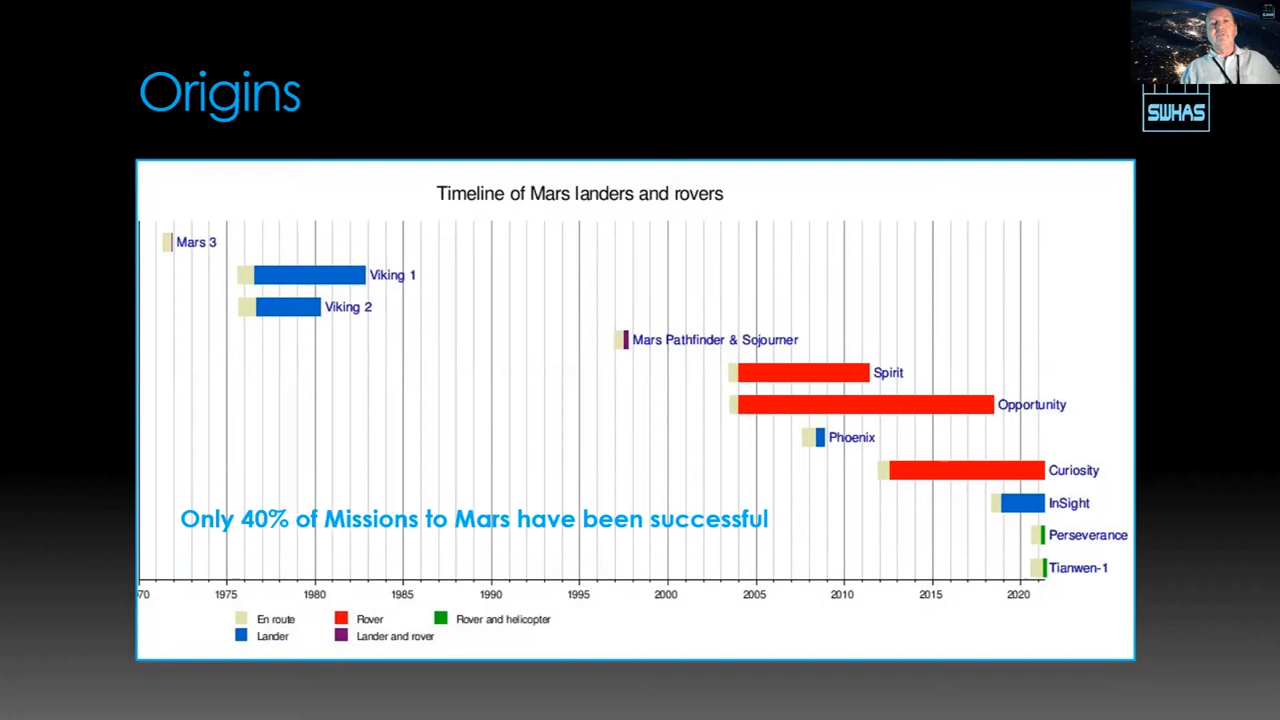 Origins
SWHAS
Timeline of Mars landers and rovers
Mars 3
Viking 1
Viking 2
Mars Pathfinder & Sojourner
Spirit
Opportunity
Phoenix
Curiosity
InSight
Only 40% of Missions to Mars have been successful
Perseverance
Tianwen-1
70 1975 1980 1985 1990 1995 2000 2005 2010 2015 2020
En route Rover Rover and helicopter
Lander Lander and rover